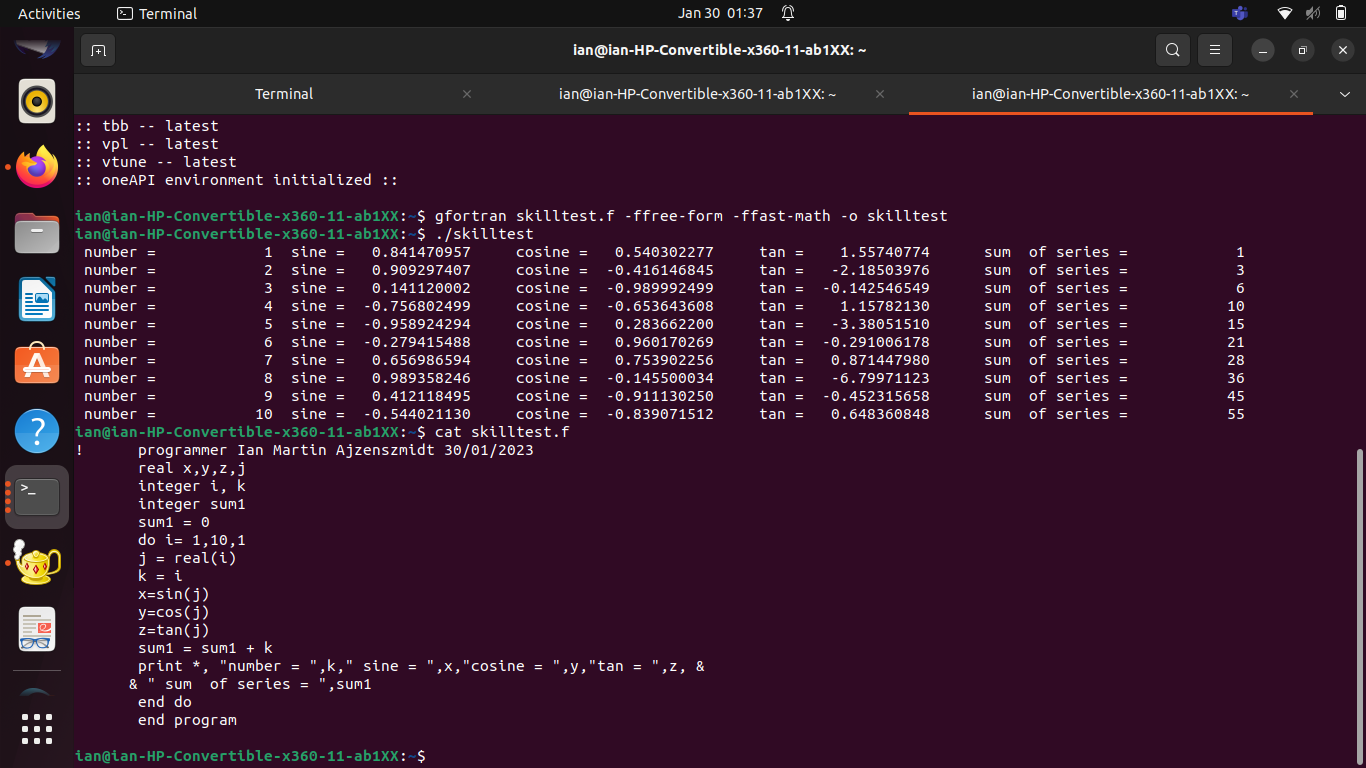 Activities Terminal Jan 30 01:37
ian@ian-HP-Convertible-x360-11-ab1XX: ~
Terminal ian@ian-HP-Convertible-x360-11-ab1XX: ~ ian@ian-HP-Convertible-x360-11-ab1XX: ~
:: tbb -- latest
:: vpl -- latest
:: vtune -- latest
:: oneAPI environment initialized ::
ian@ian-HP-Convertible-x360-11-ab1XX:~$ gfortran skilltest.f -ffree-form -ffast-math -o skilltest
ian@ian-HP-Convertible-x360-11-ab1XX:~$ ./skilltest
number = 1 sine = 0.841470957 cosine = 0.540302277 tan = 1.55740774 sum of series = 1
number = 2 sine = 0.909297407 cosine = -0.416146845 tan = -2.18503976 sum of series = 3
number = 3 sine = 0.141120002 cosine = -0.989992499 tan = -0.142546549 sum of series = 6
number = 4 sine = -0.756802499 cosine = -0.653643608 tan = 1.15782130 sum of series = 10
number = 5 sine = -0.958924294 cosine = 0.283662200 tan = -3.38051510 sum of series = 15
number = 6 sine = -0.279415488 cosine = 0.960170269 tan = -0.291006178 sum of series = 21
number = 7 sine = 0.656986594 cosine = 0.753902256 tan = 0.871447980 sum of series = 28
number = 8 sine = 0.989358246 cosine = -0.145500034 tan = -6.79971123 sum of series = 36
number = 9 sine = 0.412118495 cosine = -0.911130250 tan = -0.452315658 sum of series = 45
number = 10 sine = -0.544021130 cosine = -0.839071512 tan = 0.648360848 sum of series = 55
ian@ian-HP-Convertible-x360-11-ab1XX:~$ cat skilltest.f
! programmer Ian Martin Ajzenszmidt 30/01/2023
real x,y,z,j
integer i, k
integer sum1
sum1 = 0
do i= 1,10,1
j = real(i)
k = i
x=sin(j)
y=cos(j)
z=tan(j)
sum1 = sum1 + k
print *, "number = ",k," sine = ",x,"cosine = ",y,"tan = ",z, &
& " sum  of series = ",sum1
end do
end program
ian@ian-HP-Convertible-x360-11-ab1XX:~$